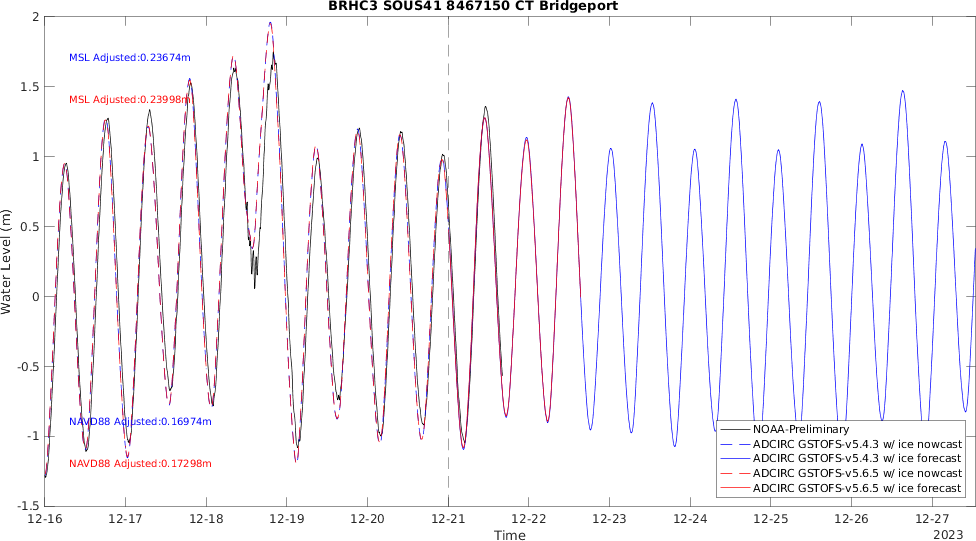 BRHC3 SOUS41 8467150 CT Bridgeport
2
1.5
1
0.5
0
-0.5
-1
-1.5
Water Level (m)
MSL Adjusted:0.23674m
MSL Adjusted:0.23998m
NAVD88 Adjusted:0.16974m
NAVD88 Adjusted:0.17298m
NOAA-Preliminary
ADCIRC GSTOFS-v5.4.3 w/ ice nowcast
ADCIRC GSTOFS-v5.4.3 w/ ice forecast
ADCIRC GSTOFS-v5.6.5 w/ ice nowcast
ADCIRC GSTOFS-v5.6.5 w/ ice forecast
12-16 12-17 12-18 12-19 12-20 12-21 12-22 12-23 12-24 12-25 12-26 12-27
Time
2023